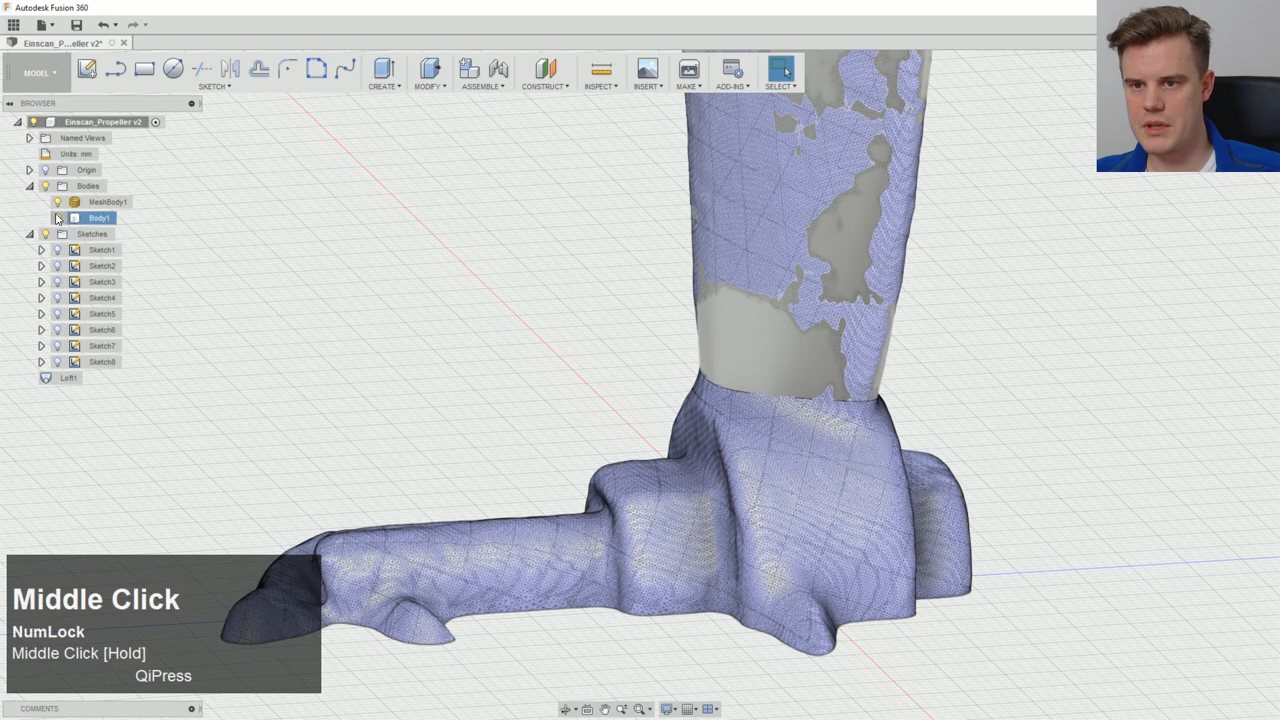 Autodesk Fusion 360
Einscan_P...eller v2*
MODEL
SKETCH
CREATE
MODIFY
ASSEMBLE
CONSTRUCT
INSPECT
INSERT
MAKE
ADD-INS
SELECT
BROWSER
Einscan_Propeller v2
Named Views
Units: mm
Origin
Bodies
MeshBody1
Body1
Sketches
Sketch1
Sketch2
Sketch3
Sketch4
Sketch5
Sketch6
Sketch7
Sketch8
Loft1
Middle Click
NumLock
Middle Click [Hold]
QiPress
COMMENTS